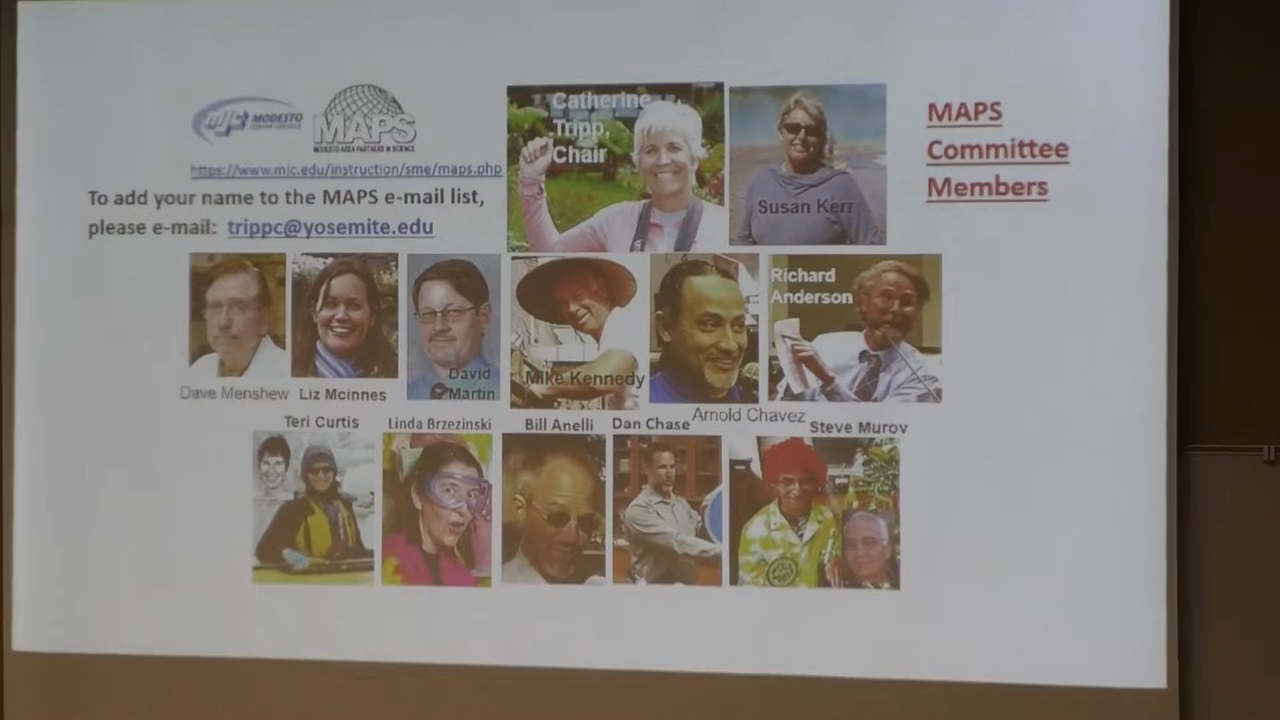 MJC MODESTO
JUNIOR COLLEGE
MAPS
MODESTO AREA PARTNERS IN SCIENCE
https://www.mjc.edu/instruction/sme/maps.php
To add your name to the MAPS e-mail list,
please e-mail: trippc@yosemite.edu
Catherine
Tripp,
Chair
Susan Kerr
MAPS
Committee
Members
Dave Menshew
Liz Mcinnes
David
Martin
Mike Kennedy
Arnold Chavez
Richard
Anderson
Teri Curtis
Linda Brzezinski
Bill Anelli
Dan Chase
Steve Murov